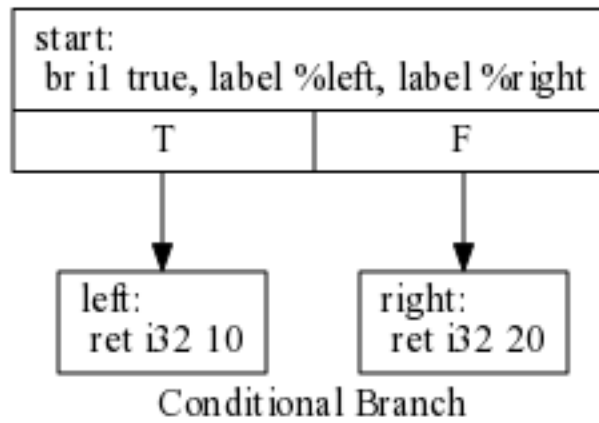 start:
br i1 true, label %left, label %right
T F
left:
ret i32 10
right:
ret i32 20
Conditional Branch